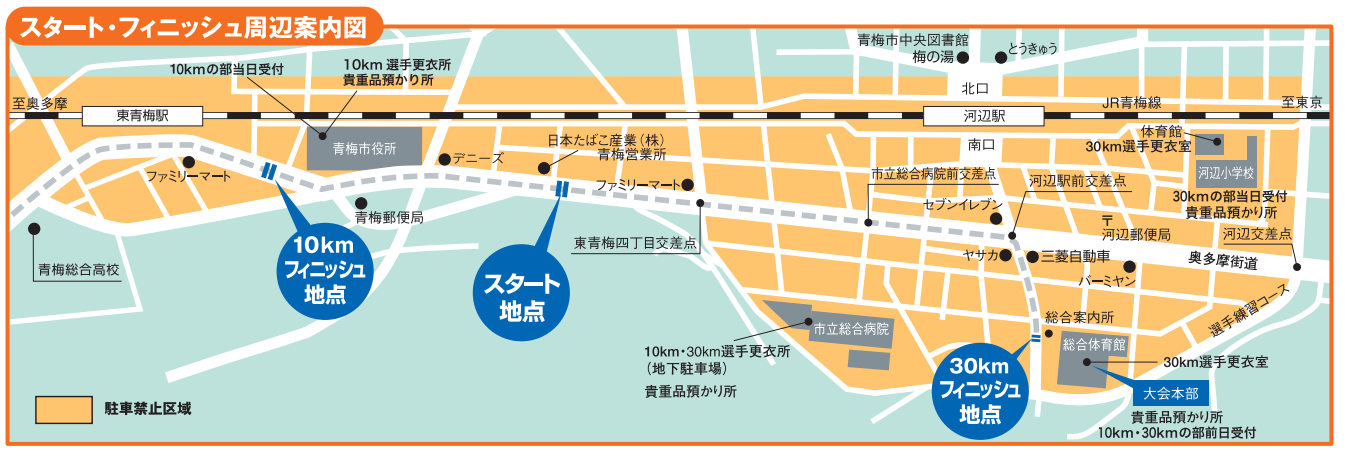 スタート・フィニッシュ周辺案内図
青梅市中央図書館
梅の湯
とうきゅう
10kmの部当日受付
10km選手更衣所
貴重品預かり所
北口
至奥多摩
東青梅駅
河辺駅
JR青梅線
至東京
青梅市役所
デニーズ
日本たばこ産業(株)
青梅営業所
南口
体育館
30km選手更衣室
河辺小学校
ファミリーマート
ファミリーマート
市立総合病院前交差点
河辺駅前交差点
30kmの部当日受付
貴重品預かり所
青梅郵便局
セブンイレブン
〒
河辺郵便局
河辺交差点
東青梅四丁目交差点
10km
フィニッシュ
地点
スタート
地点
青梅総合高校
ヤサカ
三菱自動車
奥多摩街道
バーミヤン
選手練習コース
市立総合病院
総合案内所
総合体育館
10km・30km選手更衣所
(地下駐車場)
貴重品預かり所
30km
フィニッシュ
地点
30km選手更衣室
大会本部
貴重品預かり所
10km・30kmの部前日受付
駐車禁止区域